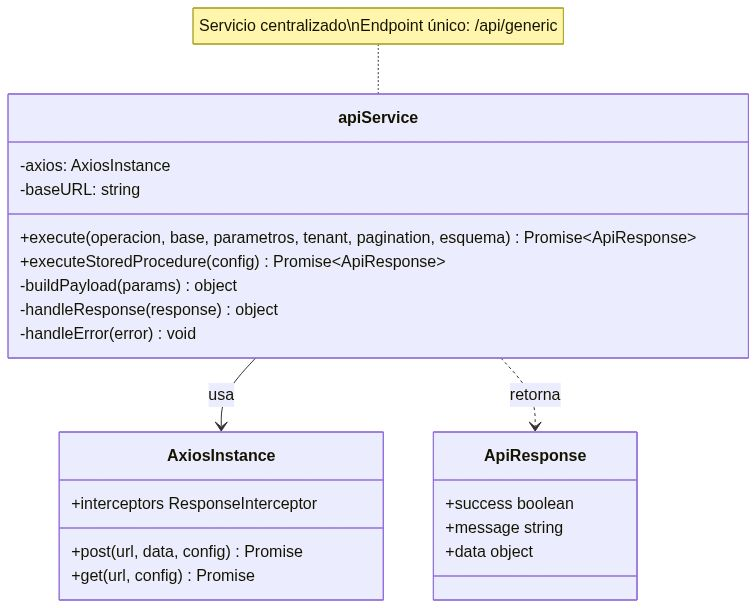 Servicio centralizado\nEndpoint único: /api/generic
apiService
-axios: AxiosInstance
-baseURL: string
+execute(operacion, base, parametros, tenant, pagination, esquema) : Promise<ApiResponse>
+executeStoredProcedure(config) : Promise<ApiResponse>
-buildPayload(params) : object
-handleResponse(response) : object
-handleError(error) : void
usa
retorna
AxiosInstance
+interceptors ResponseInterceptor
+post(url, data, config) : Promise
+get(url, config) : Promise
ApiResponse
+success boolean
+message string
+data object